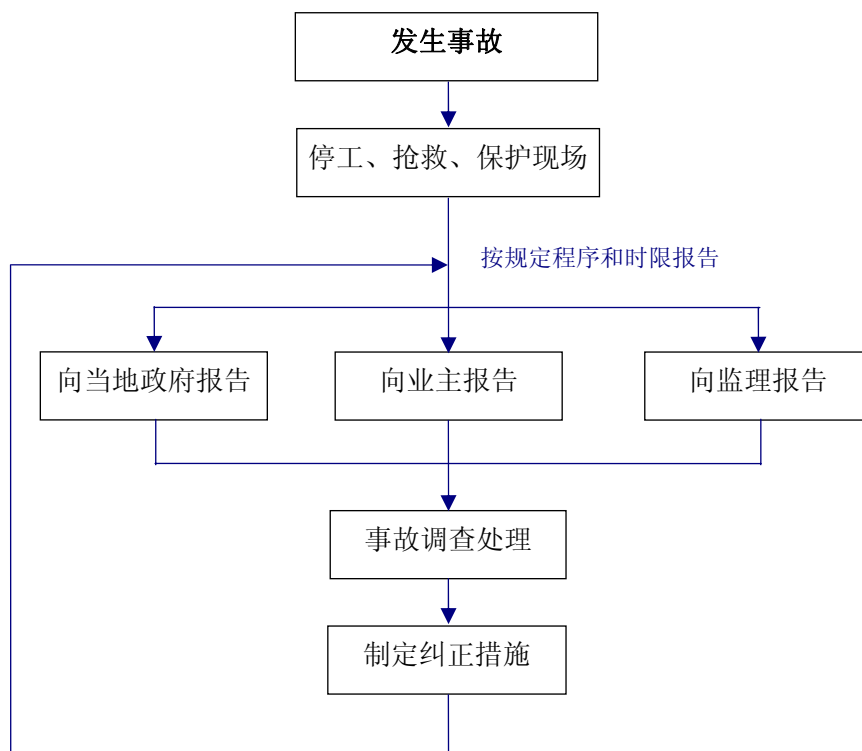 发生事故
停工、抢救、保护现场
按规定程序和时限报告
向当地政府报告
向业主报告
向监理报告
事故调查处理
制定纠正措施